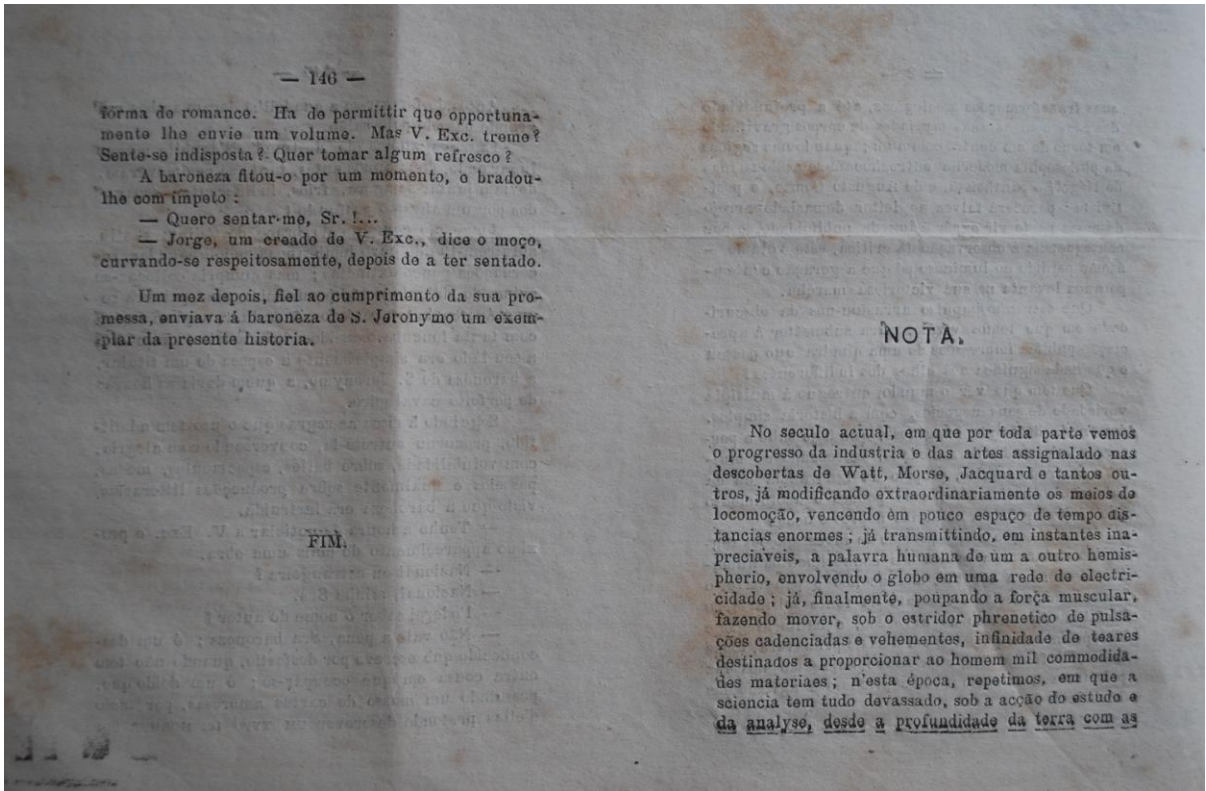 — 146 —
forma de romance. Ha de permittir que opportuna-
mente lhe envie um volume. Mas V. Exc. treme?
Sente-se indisposta? Quer tomar algum refresco?
A baroneza fitou-o por um momento, e bradou-
lhe com impeto:
— Quero sentar-me, Sr.!...
— Jorge, um creado de V. Exc., dice o moço,
curvando-se respeitosamente, depois de a ter sentado.
Um mez depois, fiel ao cumprimento da sua pro-
messa, enviava á baroneza de S. Jeronymo um exem-
plar da presente historia.
FIM.
NOTA.
No seculo actual, em que por toda parte vemos
o progresso da industria e das artes assignalado nas
descobertas de Watt, Morse, Jacquard e tantos ou-
tros, já modificando extraordinariamente os meios de
locomoção, vencendo em pouco espaço de tempo dis-
tancias enormes; já transmittindo, em instantes ina-
preciaveis, a palavra humana de um a outro hemis-
pherio, envolvendo o globo em uma rede de electri-
cidade; já, finalmente, poupando a força muscular,
fazendo mover, sob o estridor phrenetico de pulsa-
ções cadenciadas e vehementes, infinidade de teares
destinados a proporcionar ao homem mil commodida-
des materiaes; n'esta época, repetimos, em que a
sciencia tem tudo devassado, sob a acção do estudo e
da analyse, desde a profundidade da terra com as